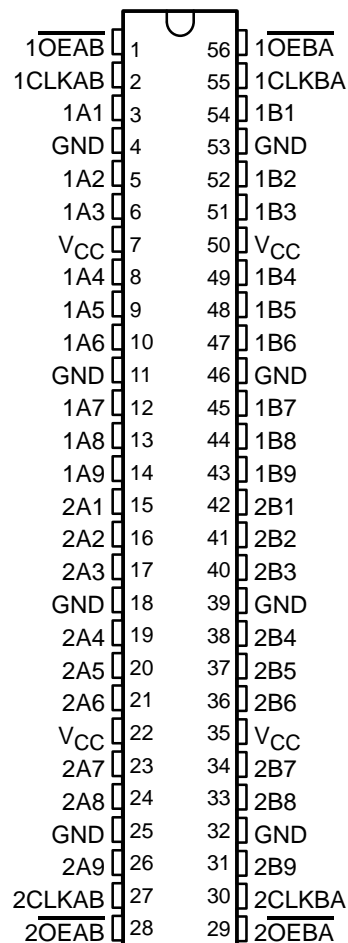 1OEAB 1 56 1OEBA
1CLKAB 2 55 1CLKBA
1A1 3 54 1B1
GND 4 53 GND
1A2 5 52 1B2
1A3 6 51 1B3
VCC 7 50 VCC
1A4 8 49 1B4
1A5 9 48 1B5
1A6 10 47 1B6
GND 11 46 GND
1A7 12 45 1B7
1A8 13 44 1B8
1A9 14 43 1B9
2A1 15 42 2B1
2A2 16 41 2B2
2A3 17 40 2B3
GND 18 39 GND
2A4 19 38 2B4
2A5 20 37 2B5
2A6 21 36 2B6
VCC 22 35 VCC
2A7 23 34 2B7
2A8 24 33 2B8
GND 25 32 GND
2A9 26 31 2B9
2CLKAB 27 30 2CLKBA
2OEAB 28 29 2OEBA